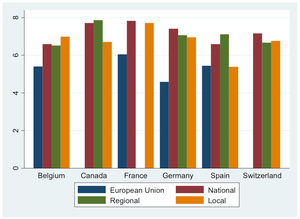 8
6
4
2
0
Belgium Canada France Germany Spain Switzerland
European Union National
Regional Local